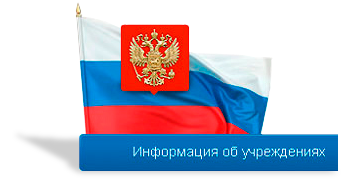 Информация об учреждениях